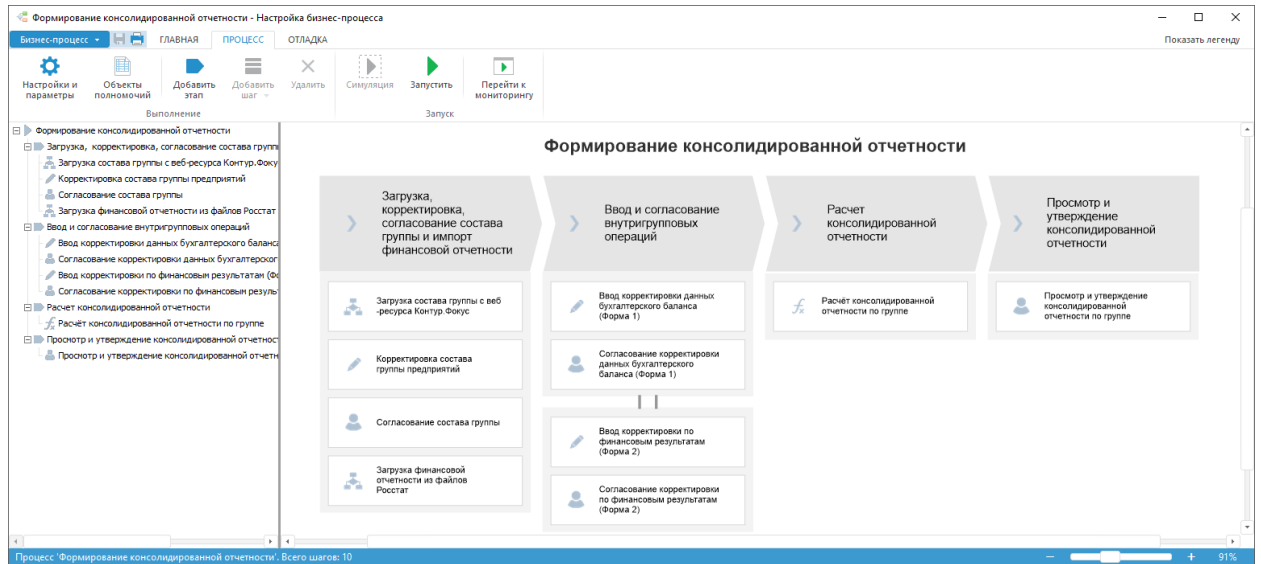 Формирование консолидированной отчетности - Настройка бизнес-процесса
Бизнес-процесс
ГЛАВНАЯ
ПРОЦЕСС
ОТЛАДКА
Показать легенду
Настройки и
параметры
Объекты
полномочий
Добавить
этап
Добавить
шаг
Удалить
Симуляция
Запустить
Перейти к
мониторингу
Выполнение
Запуск
Формирование консолидированной отчетности
Загрузка, корректировка, согласование состава групп
Загрузка состава группы с веб-ресурса Контур.Фоку
Корректировка состава группы предприятий
Согласование состава группы
Загрузка финансовой отчетности из файлов Росстат
Ввод и согласование внутригрупповых операций
Ввод корректировки данных бухгалтерского баланса
Согласование корректировки данных бухгалтерског
Ввод корректировки по финансовым результатам (Фо
Согласование корректировки по финансовым резуль
Расчет консолидированной отчетности
Расчёт консолидированной отчетности по группе
Просмотр и утверждение консолидированной отчетност
Просмотр и утверждение консолидированной отчетн
Формирование консолидированной отчетности
Загрузка,
корректировка,
согласование состава
группы и импорт
финансовой отчетности
Ввод и согласование
внутригрупповых
операций
Расчет
консолидированной
отчетности
Просмотр и
утверждение
консолидированной
отчетности
Загрузка состава группы с веб
-ресурса Контур.Фокус
Корректировка состава
группы предприятий
Согласование состава группы
Загрузка финансовой
отчетности из файлов
Росстат
Ввод корректировки данных
бухгалтерского баланса
(Форма 1)
Согласование корректировки
данных бухгалтерского
баланса (Форма 1)
Ввод корректировки по
финансовым результатам
(Форма 2)
Согласование корректировки
по финансовым результатам
(Форма 2)
Расчёт консолидированной
отчетности по группе
Просмотр и утверждение
консолидированной
отчетности по группе
Процесс 'Формирование консолидированной отчетности'. Всего шагов: 10
91%